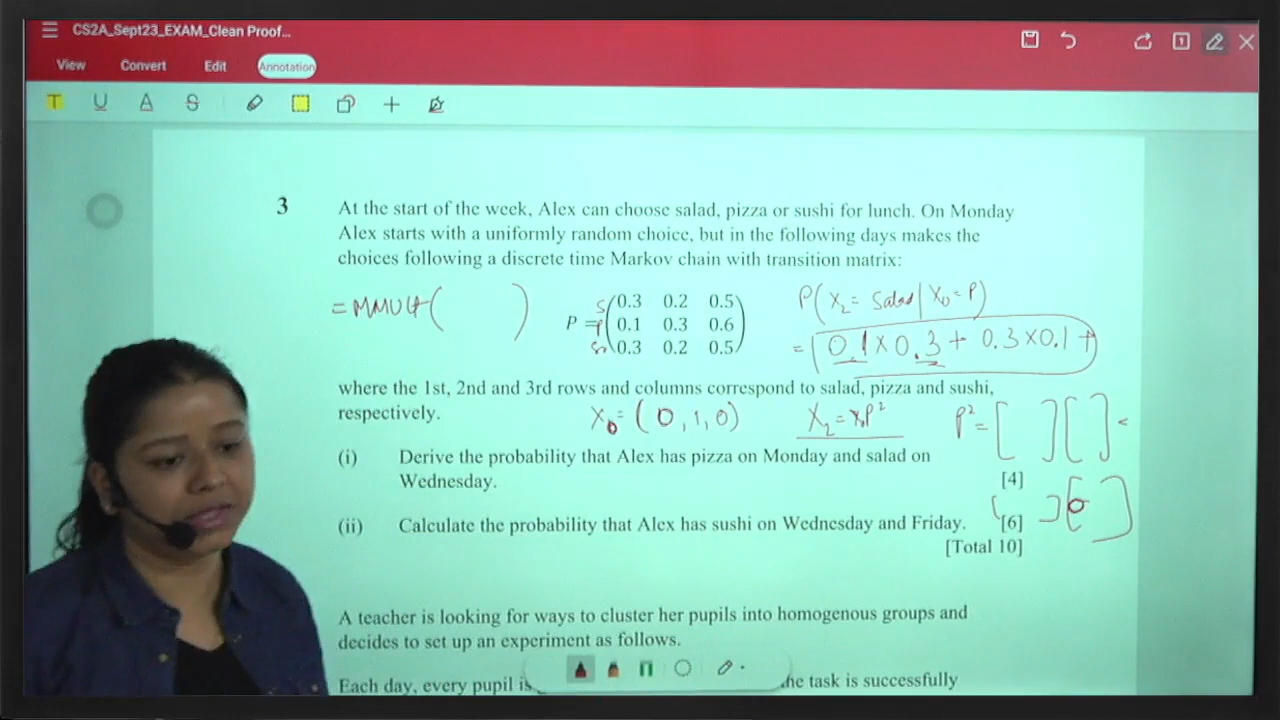 CS2A_Sept23_EXAM_Clean Proof...
View Convert Edit Annotation
T U A S
3 At the start of the week, Alex can choose salad, pizza or sushi for lunch. On Monday
Alex starts with a uniformly random choice, but in the following days makes the
choices following a discrete time Markov chain with transition matrix:
= MMULT( )
P =
S 0.3 0.2 0.5
P 0.1 0.3 0.6
Su 0.3 0.2 0.5
P( X₂ = Salad | X₀ = P)
= 0.1 × 0.3 + 0.3 × 0.1 +
where the 1st, 2nd and 3rd rows and columns correspond to salad, pizza and sushi,
respectively.
X₀ = (0, 1, 0) X₂ = X₀P² P² = [ ] [ ] =
(i) Derive the probability that Alex has pizza on Monday and salad on
Wednesday. [4]
[ ] [0 ]
(ii) Calculate the probability that Alex has sushi on Wednesday and Friday. [6]
[Total 10]
A teacher is looking for ways to cluster her pupils into homogenous groups and
decides to set up an experiment as follows.
Each day, every pupil is he task is successfully